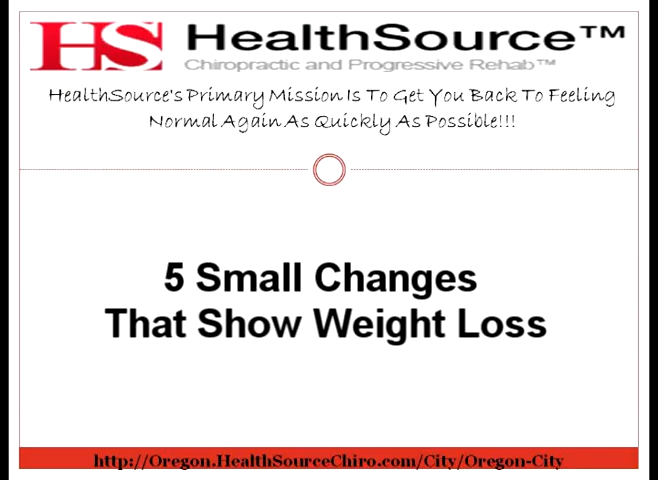 HS HealthSource™
Chiropractic and Progressive Rehab™
HealthSource's Primary Mission Is To Get You Back To Feeling
Normal Again As Quickly As Possible!!!
5 Small Changes
That Show Weight Loss
http://Oregon.HealthSourceChiro.com/City/Oregon-City